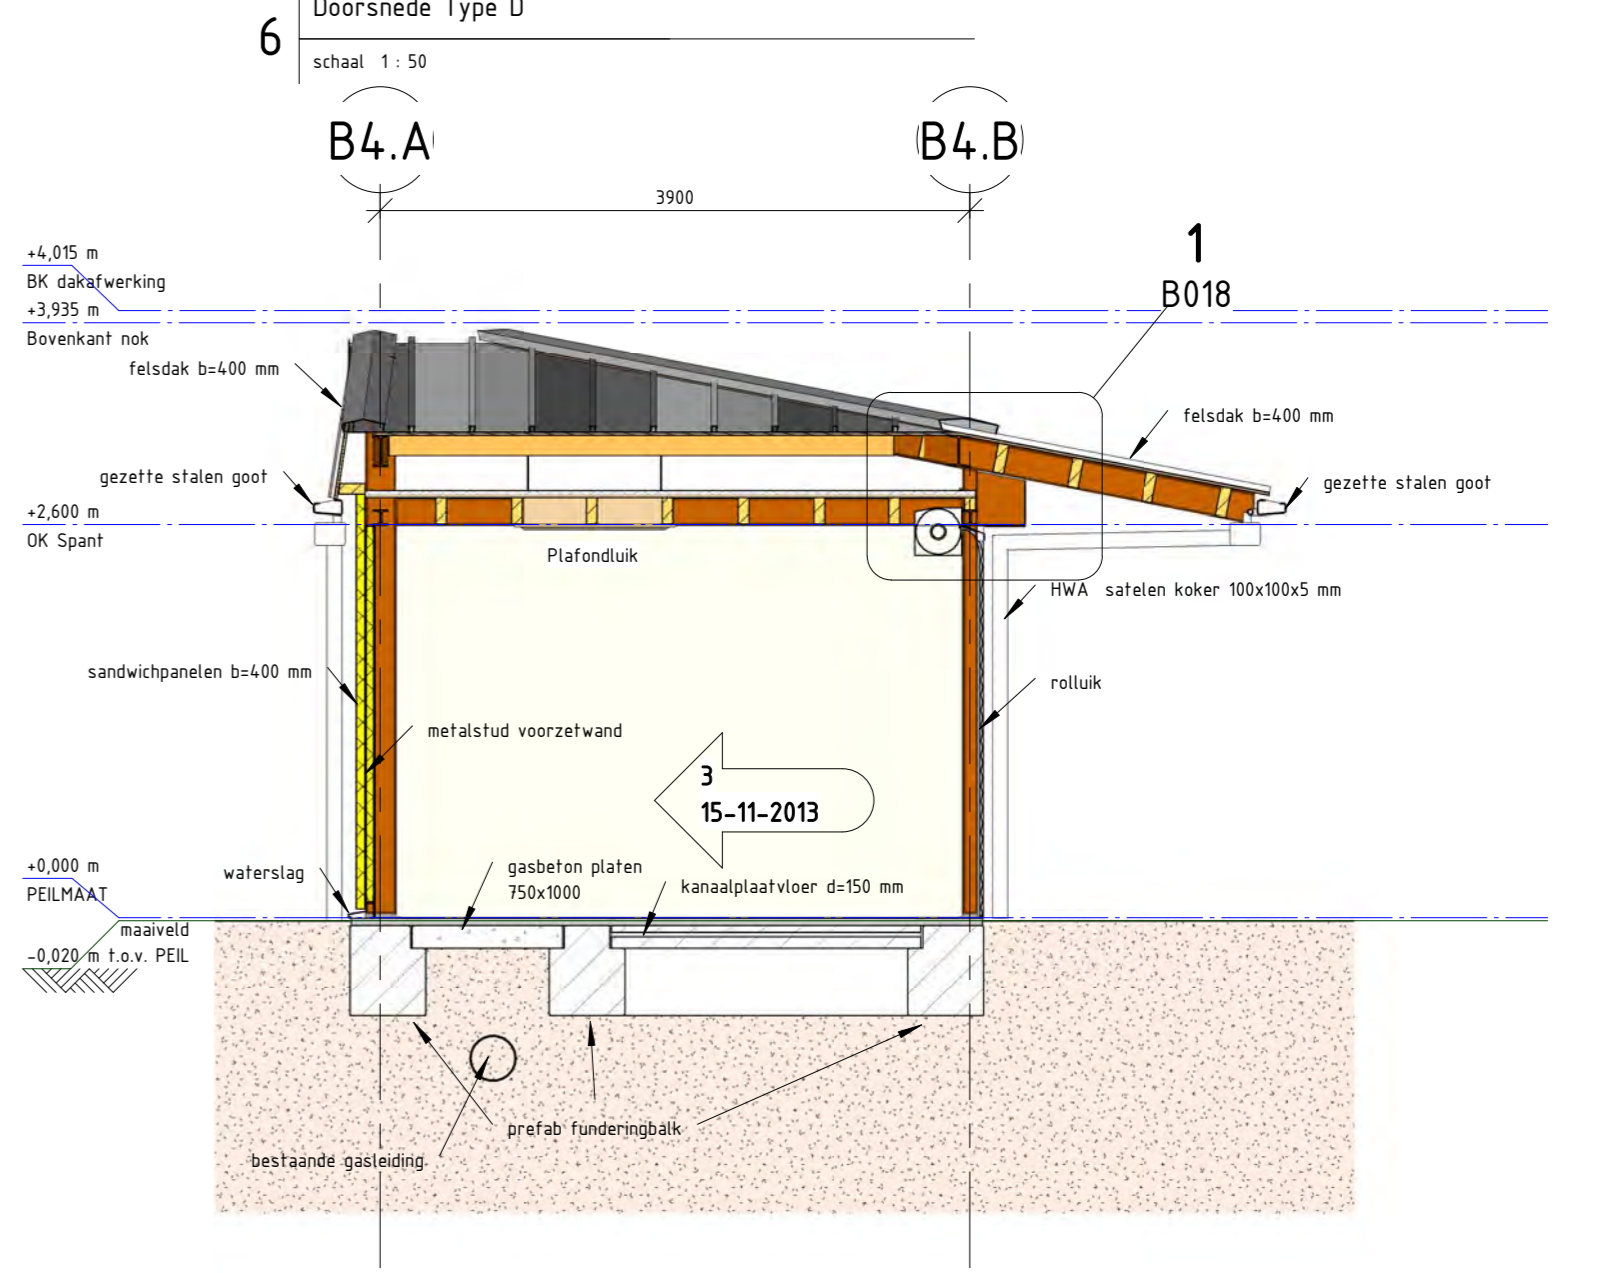 Doorsnede Type D
6
schaal 1 : 50
B4.A
B4.B
3900
1
B018
+4,015 m
BK dakafwerking
+3,935 m
Bovenkant nok
felsdak b=400 mm
felsdak b=400 mm
gezette stalen goot
gezette stalen goot
+2,600 m
OK Spant
Plafondluik
HWA satelen koker 100x100x5 mm
sandwichpanelen b=400 mm
rolluik
metalstud voorzetwand
3
15-11-2013
+0,000 m
PEILMAAT
waterslag
gasbeton platen
750x1000
kanaalplaatvloer d=150 mm
maaiveld
-0,020 m t.o.v. PEIL
prefab funderingbalk
bestaande gasleiding